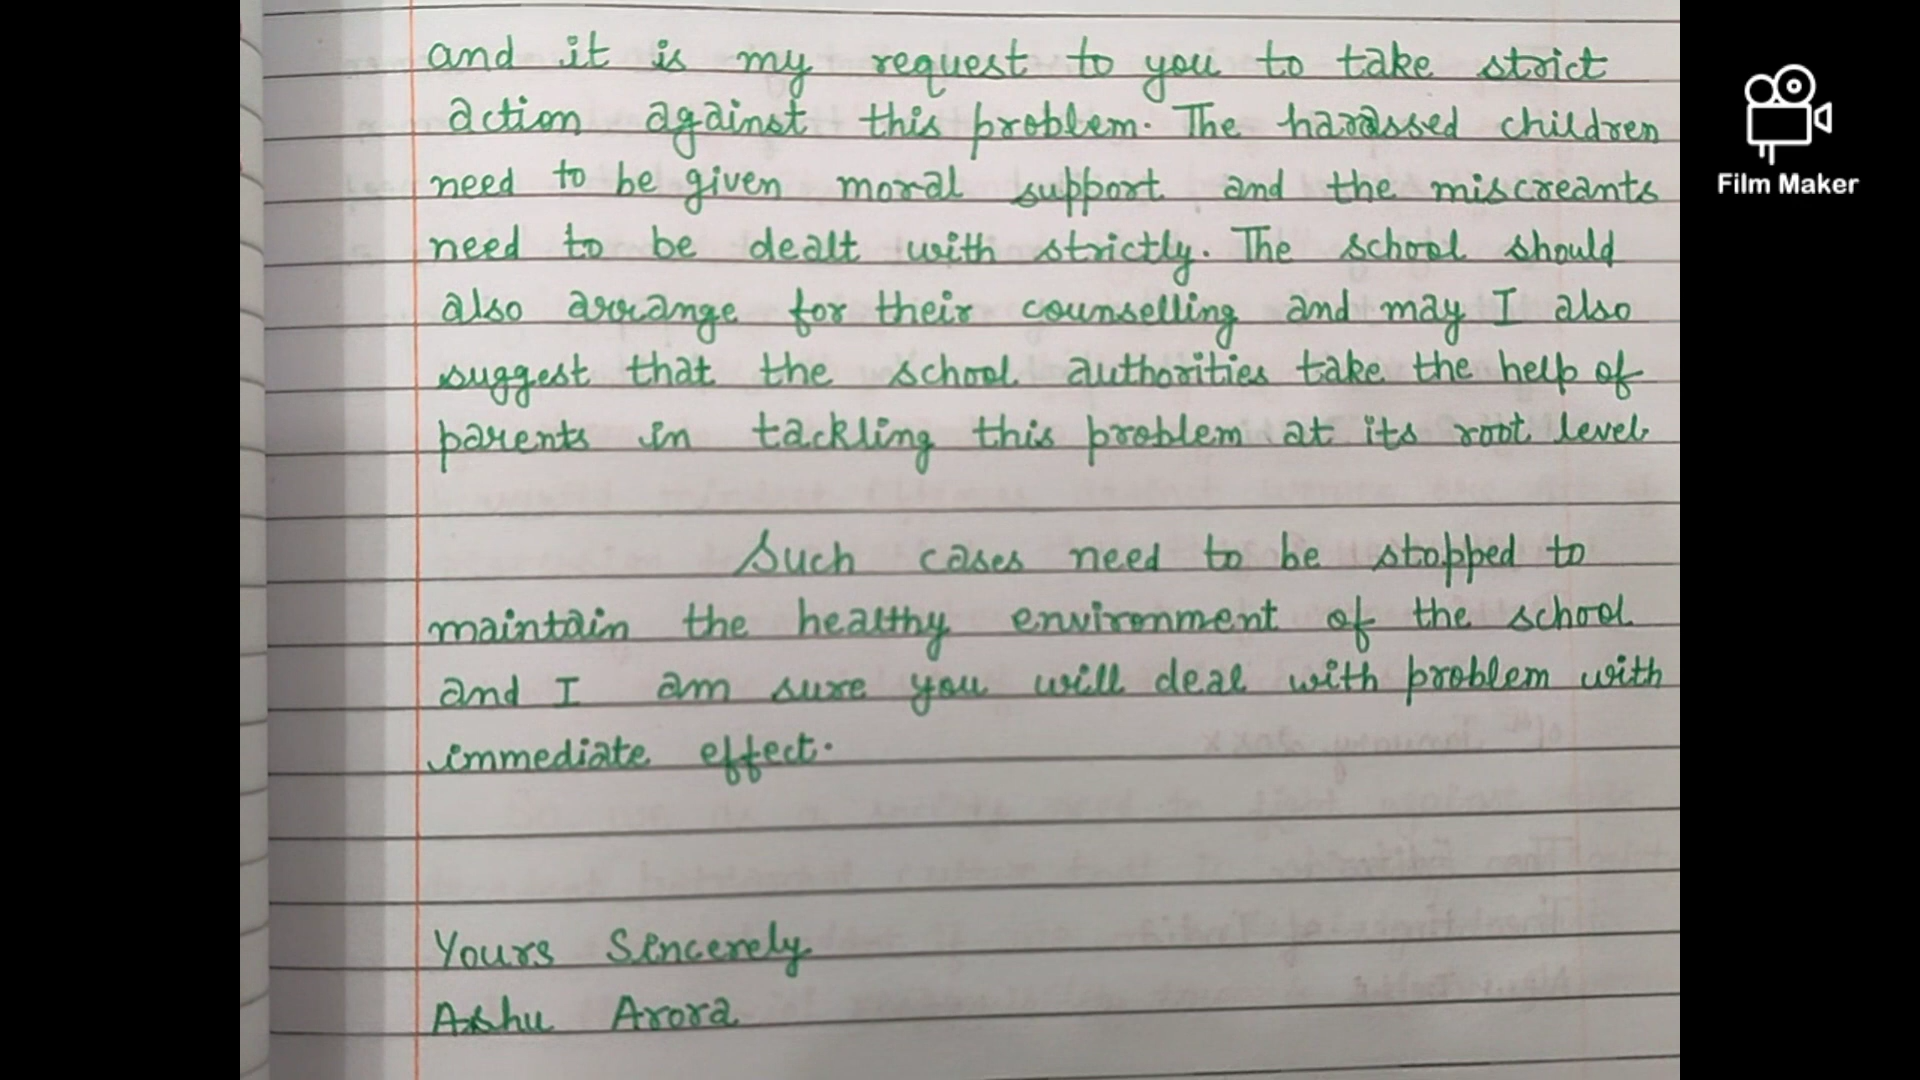 and it is my request to you to take strict
action against this problem. The harassed children
need to be given moral support and the miscreants
need to be dealt with strictly. The school should
also arrange for their counselling and may I also
suggest that the school authorities take the help of
parents in tackling this problem at its root level.
Such cases need to be stopped to
maintain the healthy environment of the school
and I am sure you will deal with problem with
immediate effect.
Yours Sincerely
Ashu Arora
Film Maker